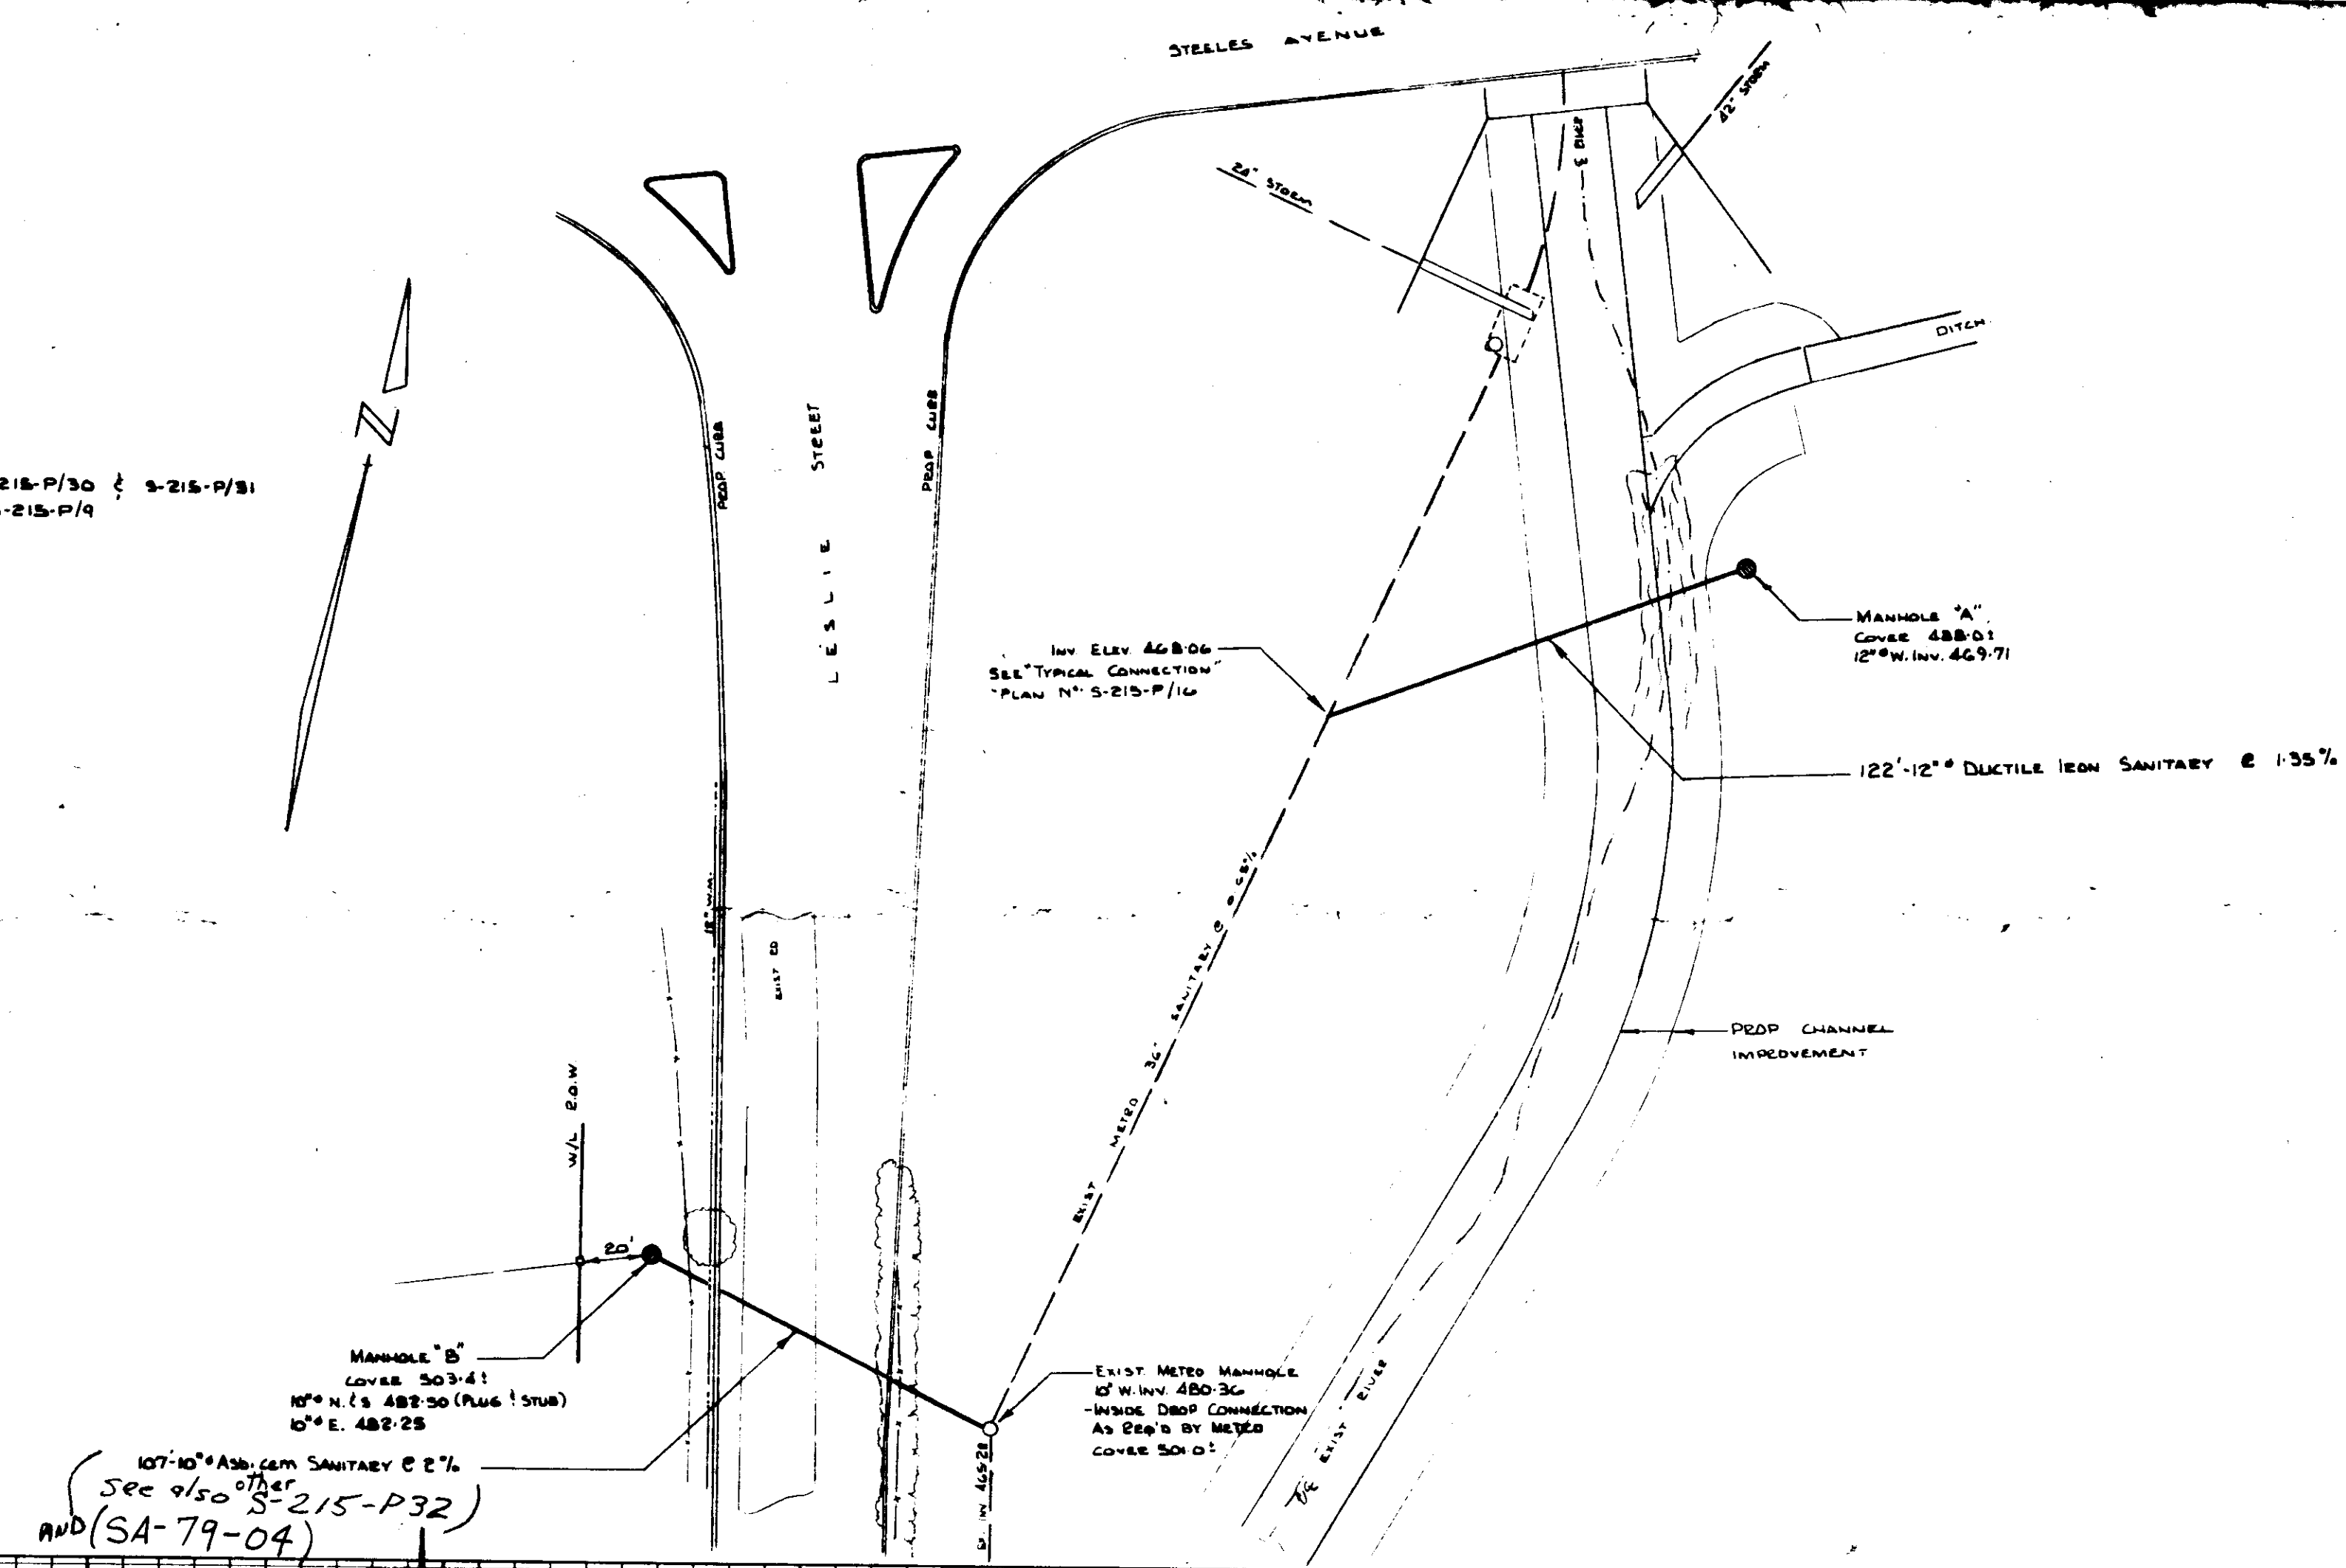 STEELES AVENUE
42" STORM
24" STORM
DITCH
N
215-P/30 & S-215-P/31
-215-P/9
PROP CURB
LESLIE STREET
PROP CURB
MANHOLE "A"
COVER 488.0±
12"ø W. INV. 469.71
INV. ELEV. 468.06
SEE "TYPICAL CONNECTION"
PLAN Nº S-215-P/16
122'-12"ø DUCTILE IRON SANITARY @ 1.35%
18" W.M.
EXIST RD
EXIST METRO 36" SANITARY @ 0.68%
PROP CHANNEL
IMPROVEMENT
W/L R.O.W
20'
MANHOLE "B"
COVER 503.4±
10"ø N. & S 482.50 (PLUG & STUB)
10"ø E. 482.25
EXIST. METRO MANHOLE
10" W. INV. 480.36
-INSIDE DROP CONNECTION
AS REQ'D BY METRO
COVER 501.0±
107'-10"ø Asb. cem SANITARY @ 2%
see also other
S-215-P32)
AND (SA-79-04)
EXIST RIVER